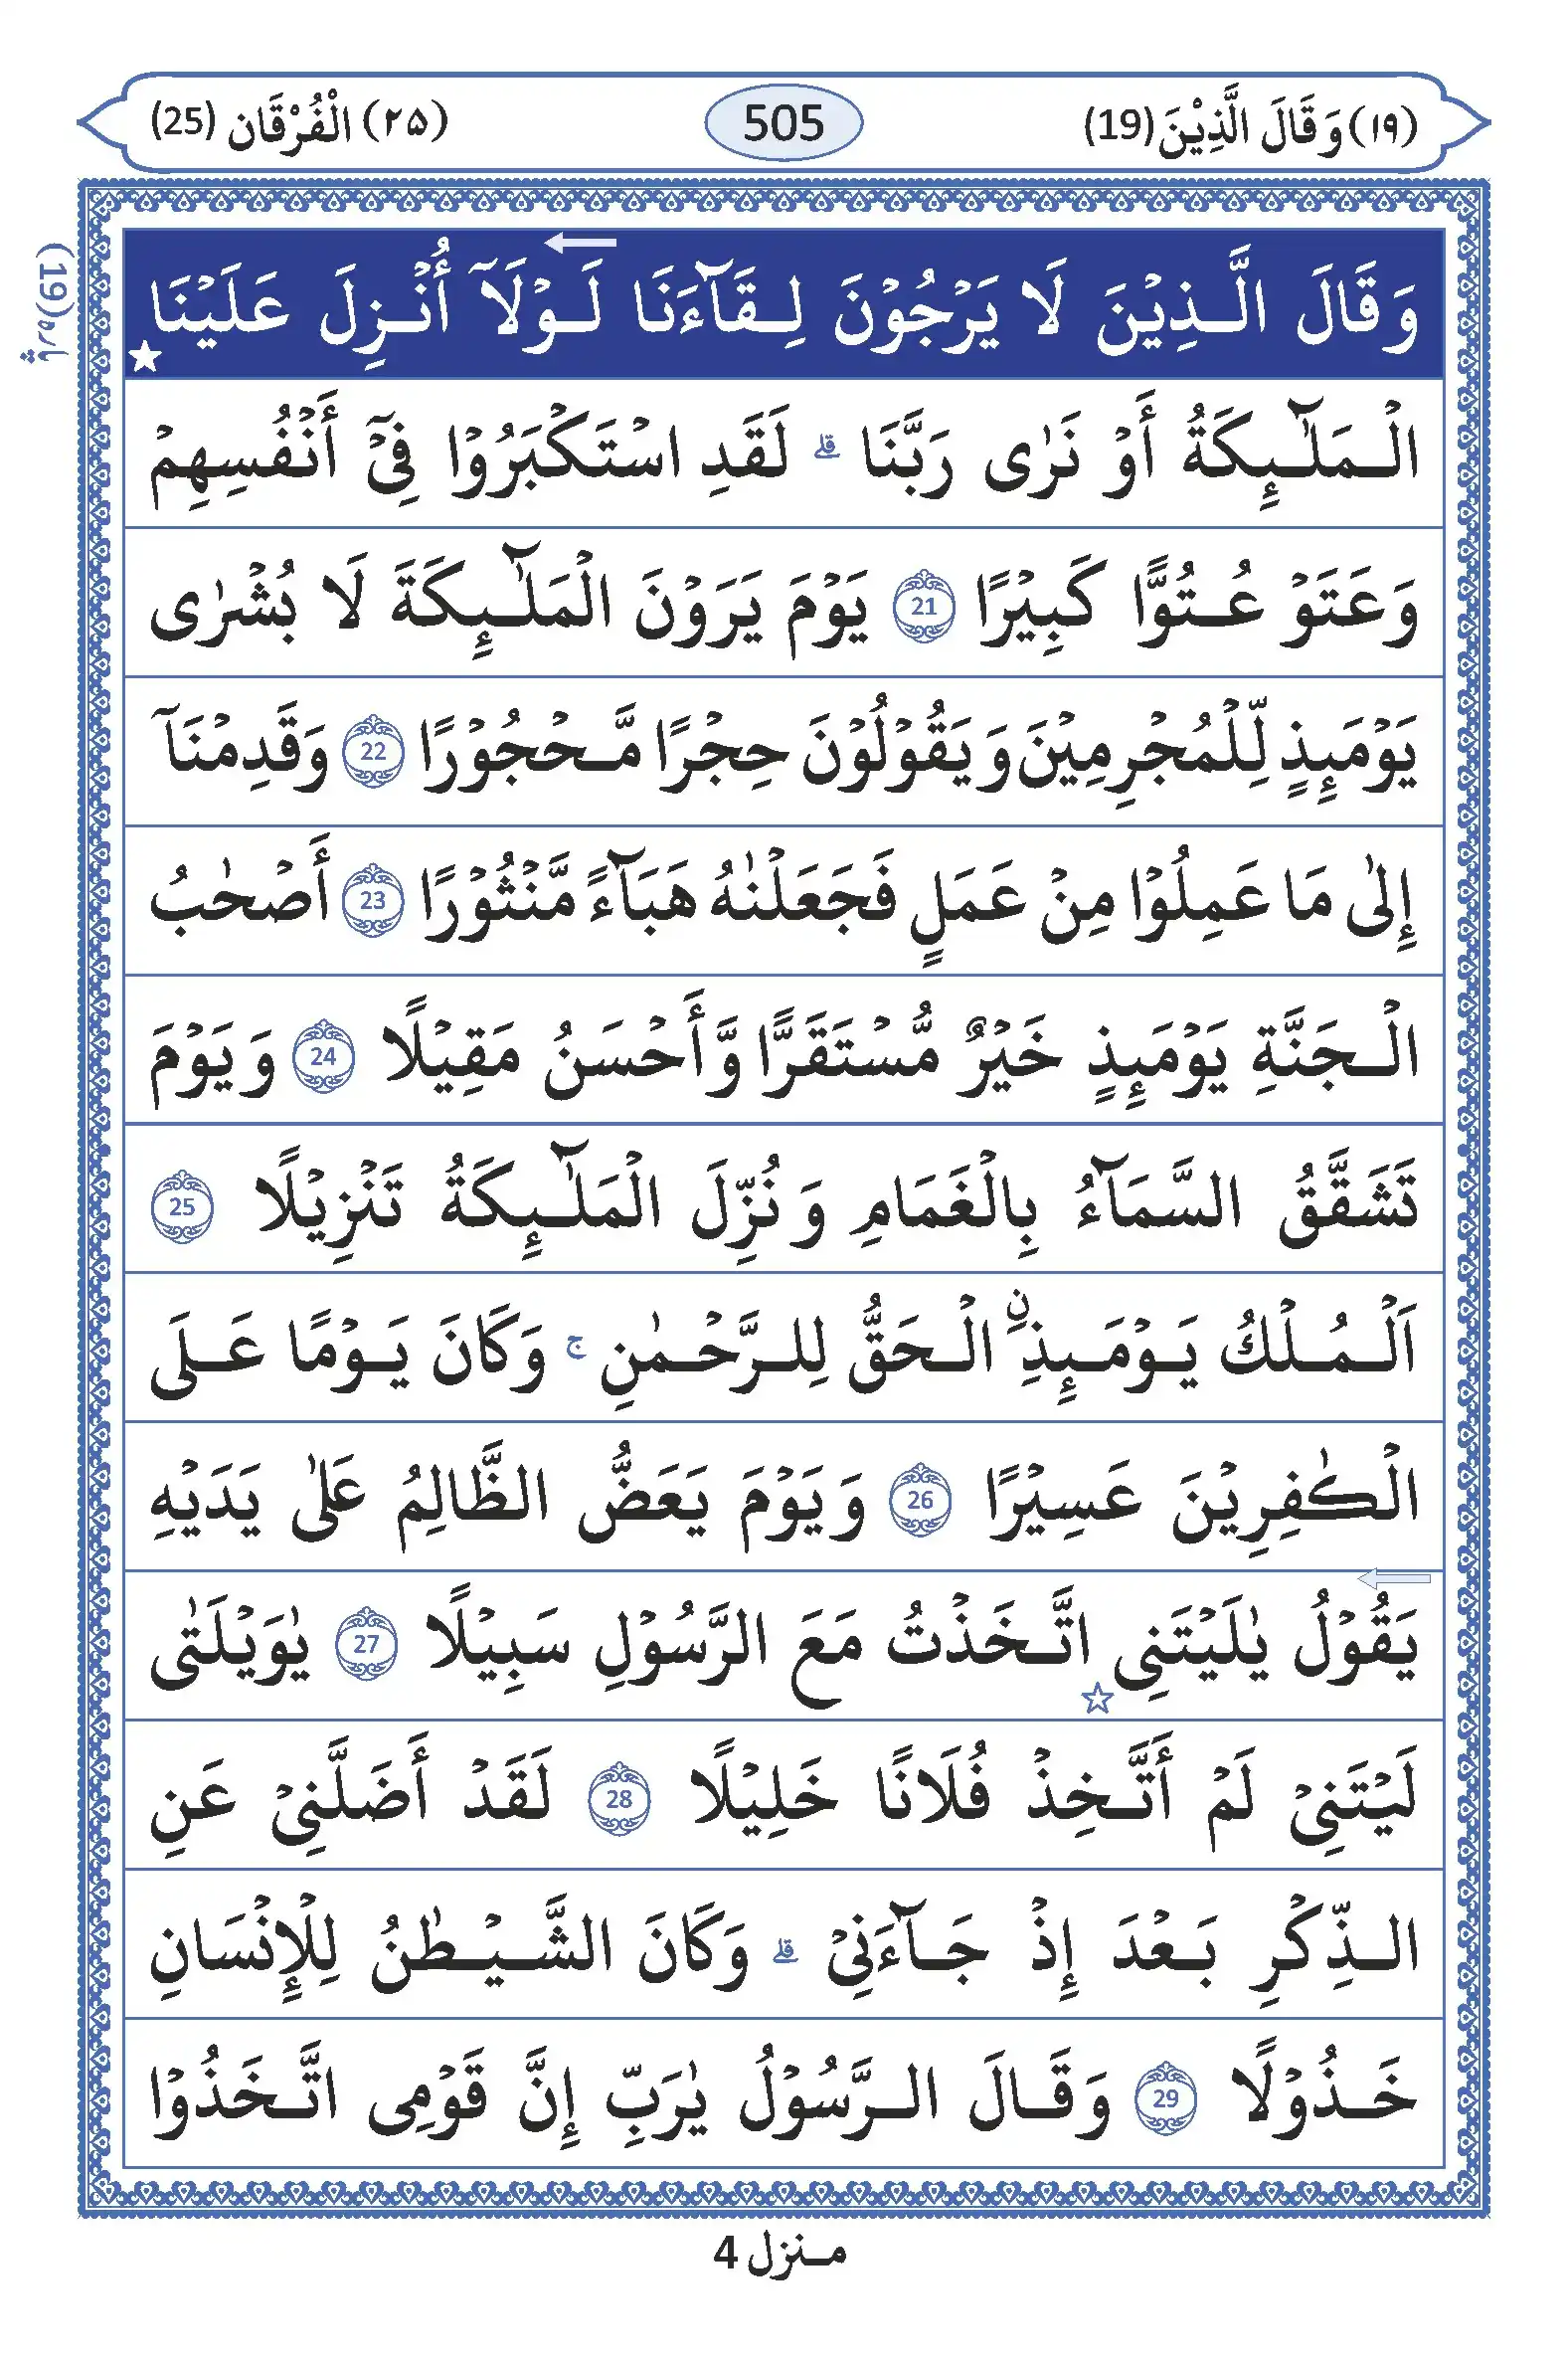 (١٩) وَقَالَ الَّذِيْنَ (19) 505 (٢٥) الْفُرْقَان (25)
پارہ (19)
وَقَالَ الَّذِيْنَ لَا يَرْجُوْنَ لِقَآءَنَا لَوْلَآ أُنْزِلَ عَلَيْنَا ★
الْمَلٰٓئِكَةُ أَوْ نَرٰى رَبَّنَا ۗ لَقَدِ اسْتَكْبَرُوْا فِىْٓ أَنْفُسِهِمْ
وَعَتَوْ عُتُوًّا كَبِيْرًا 21 يَوْمَ يَرَوْنَ الْمَلٰٓئِكَةَ لَا بُشْرٰى
يَوْمَئِذٍ لِّلْمُجْرِمِيْنَ وَيَقُوْلُوْنَ حِجْرًا مَّحْجُوْرًا 22 وَقَدِمْنَآ
إِلٰى مَا عَمِلُوْا مِنْ عَمَلٍ فَجَعَلْنٰهُ هَبَآءً مَّنْثُوْرًا 23 أَصْحٰبُ
الْجَنَّةِ يَوْمَئِذٍ خَيْرٌ مُّسْتَقَرًّا وَّأَحْسَنُ مَقِيْلًا 24 وَيَوْمَ
تَشَقَّقُ السَّمَآءُ بِالْغَمَامِ وَنُزِّلَ الْمَلٰٓئِكَةُ تَنْزِيْلًا 25
اَلْمُلْكُ يَوْمَئِذِ نِ الْحَقُّ لِلرَّحْمٰنِ ۚ وَكَانَ يَوْمًا عَلَى
الْكٰفِرِيْنَ عَسِيْرًا 26 وَيَوْمَ يَعَضُّ الظَّالِمُ عَلٰى يَدَيْهِ
يَقُوْلُ يٰلَيْتَنِى ☆ اتَّخَذْتُ مَعَ الرَّسُوْلِ سَبِيْلًا 27 يٰوَيْلَتٰى
لَيْتَنِىْ لَمْ أَتَّخِذْ فُلَانًا خَلِيْلًا 28 لَقَدْ أَضَلَّنِىْ عَنِ
الذِّكْرِ بَعْدَ إِذْ جَآءَنِىْ ۗ وَكَانَ الشَّيْطٰنُ لِلْإِنْسَانِ
خَذُوْلًا 29 وَقَالَ الرَّسُوْلُ يٰرَبِّ إِنَّ قَوْمِى اتَّخَذُوْا
مـنزل 4